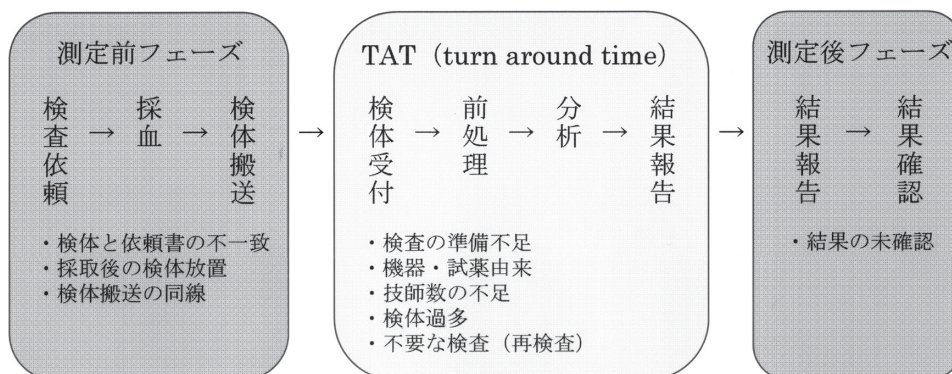 測定前フェーズ
検査依頼 → 採血 → 検体搬送
・検体と依頼書の不一致
・採取後の検体放置
・検体搬送の同線
→
TAT（turn around time）
検体受付 → 前処理 → 分析 → 結果報告
・検査の準備不足
・機器・試薬由来
・技師数の不足
・検体過多
・不要な検査（再検査）
→
測定後フェーズ
結果報告 → 結果確認
・結果の未確認